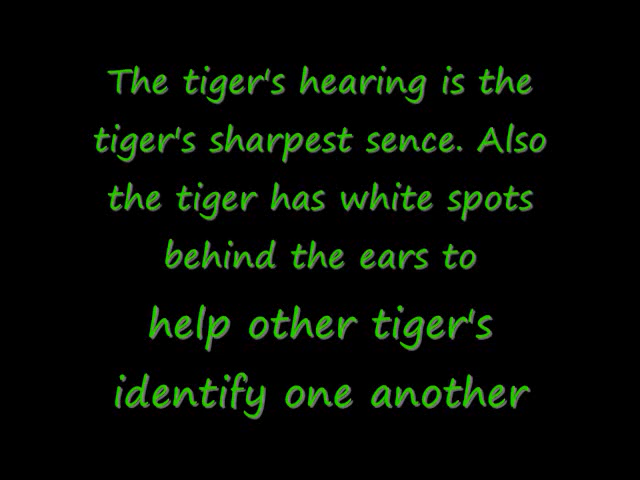 The tiger's hearing is the
tiger's sharpest sence. Also
the tiger has white spots
behind the ears to
help other tiger's
identify one another